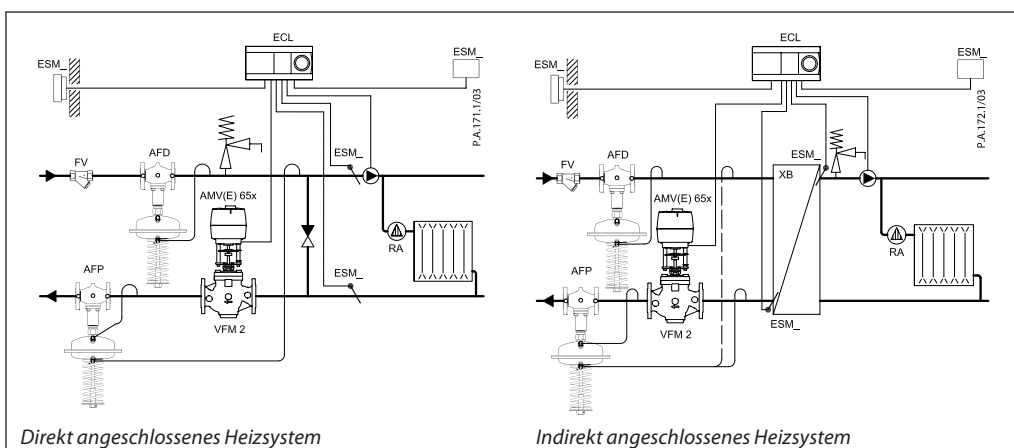 ECL
ESM_
ESM_
P.A.171.1/03
FV
AFD
ESM_
AMV(E) 65x
RA
ESM_
AFP
VFM 2
Direkt angeschlossenes Heizsystem
ECL
ESM_
ESM_
P.A.172.1/03
ESM_
FV
AFD
XB
AMV(E) 65x
RA
AFP
ESM_
VFM 2
Indirekt angeschlossenes Heizsystem